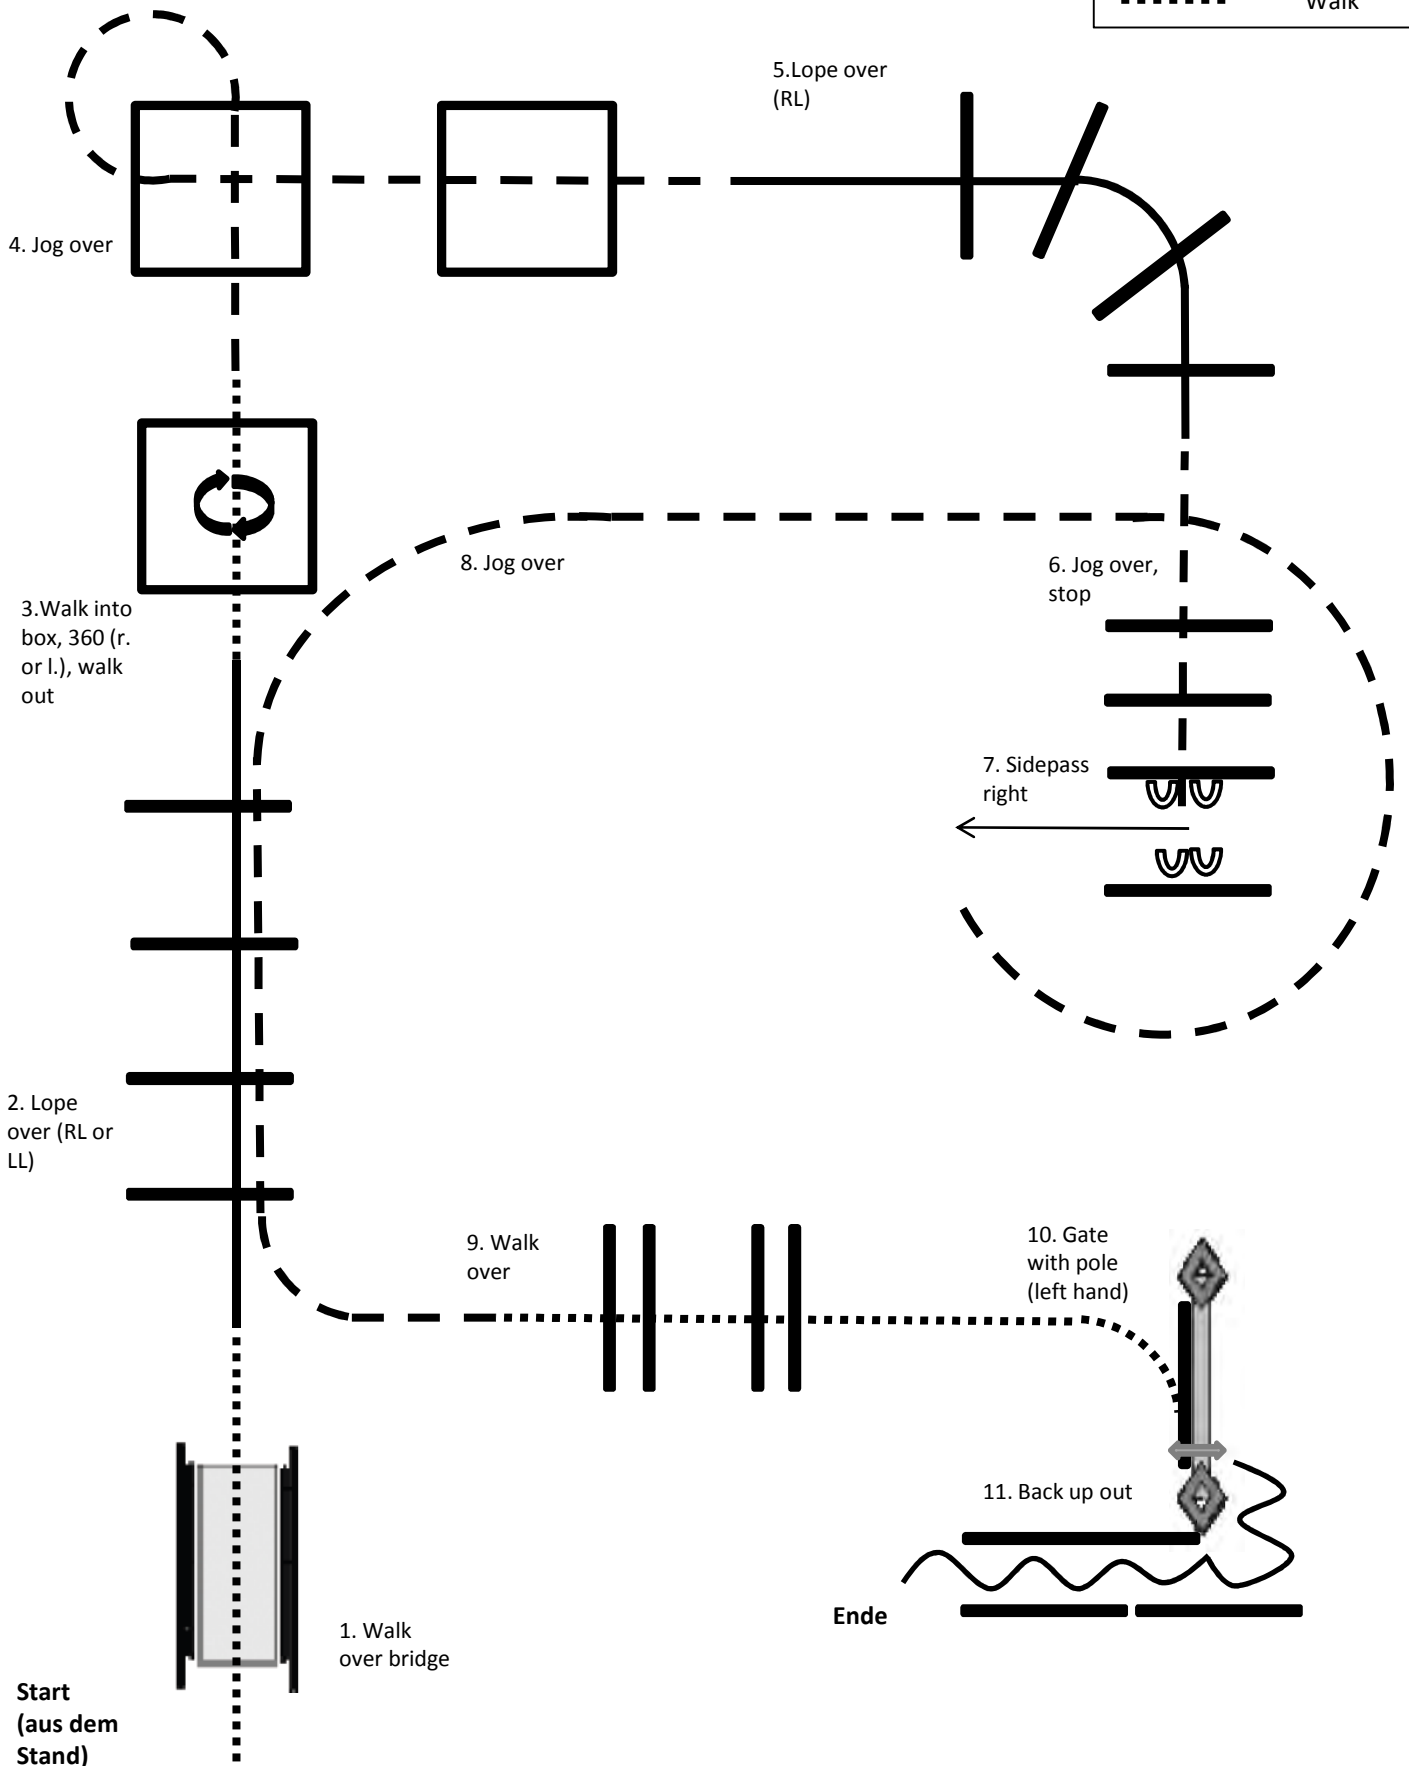 Walk
5.Lope over
(RL)
4. Jog over
8. Jog over
6. Jog over,
stop
3.Walk into
box, 360 (r.
or l.), walk
out
7. Sidepass
right
2. Lope
over (RL or
LL)
9. Walk
over
10. Gate
with pole
(left hand)
11. Back up out
Ende
1. Walk
over bridge
Start
(aus dem
Stand)